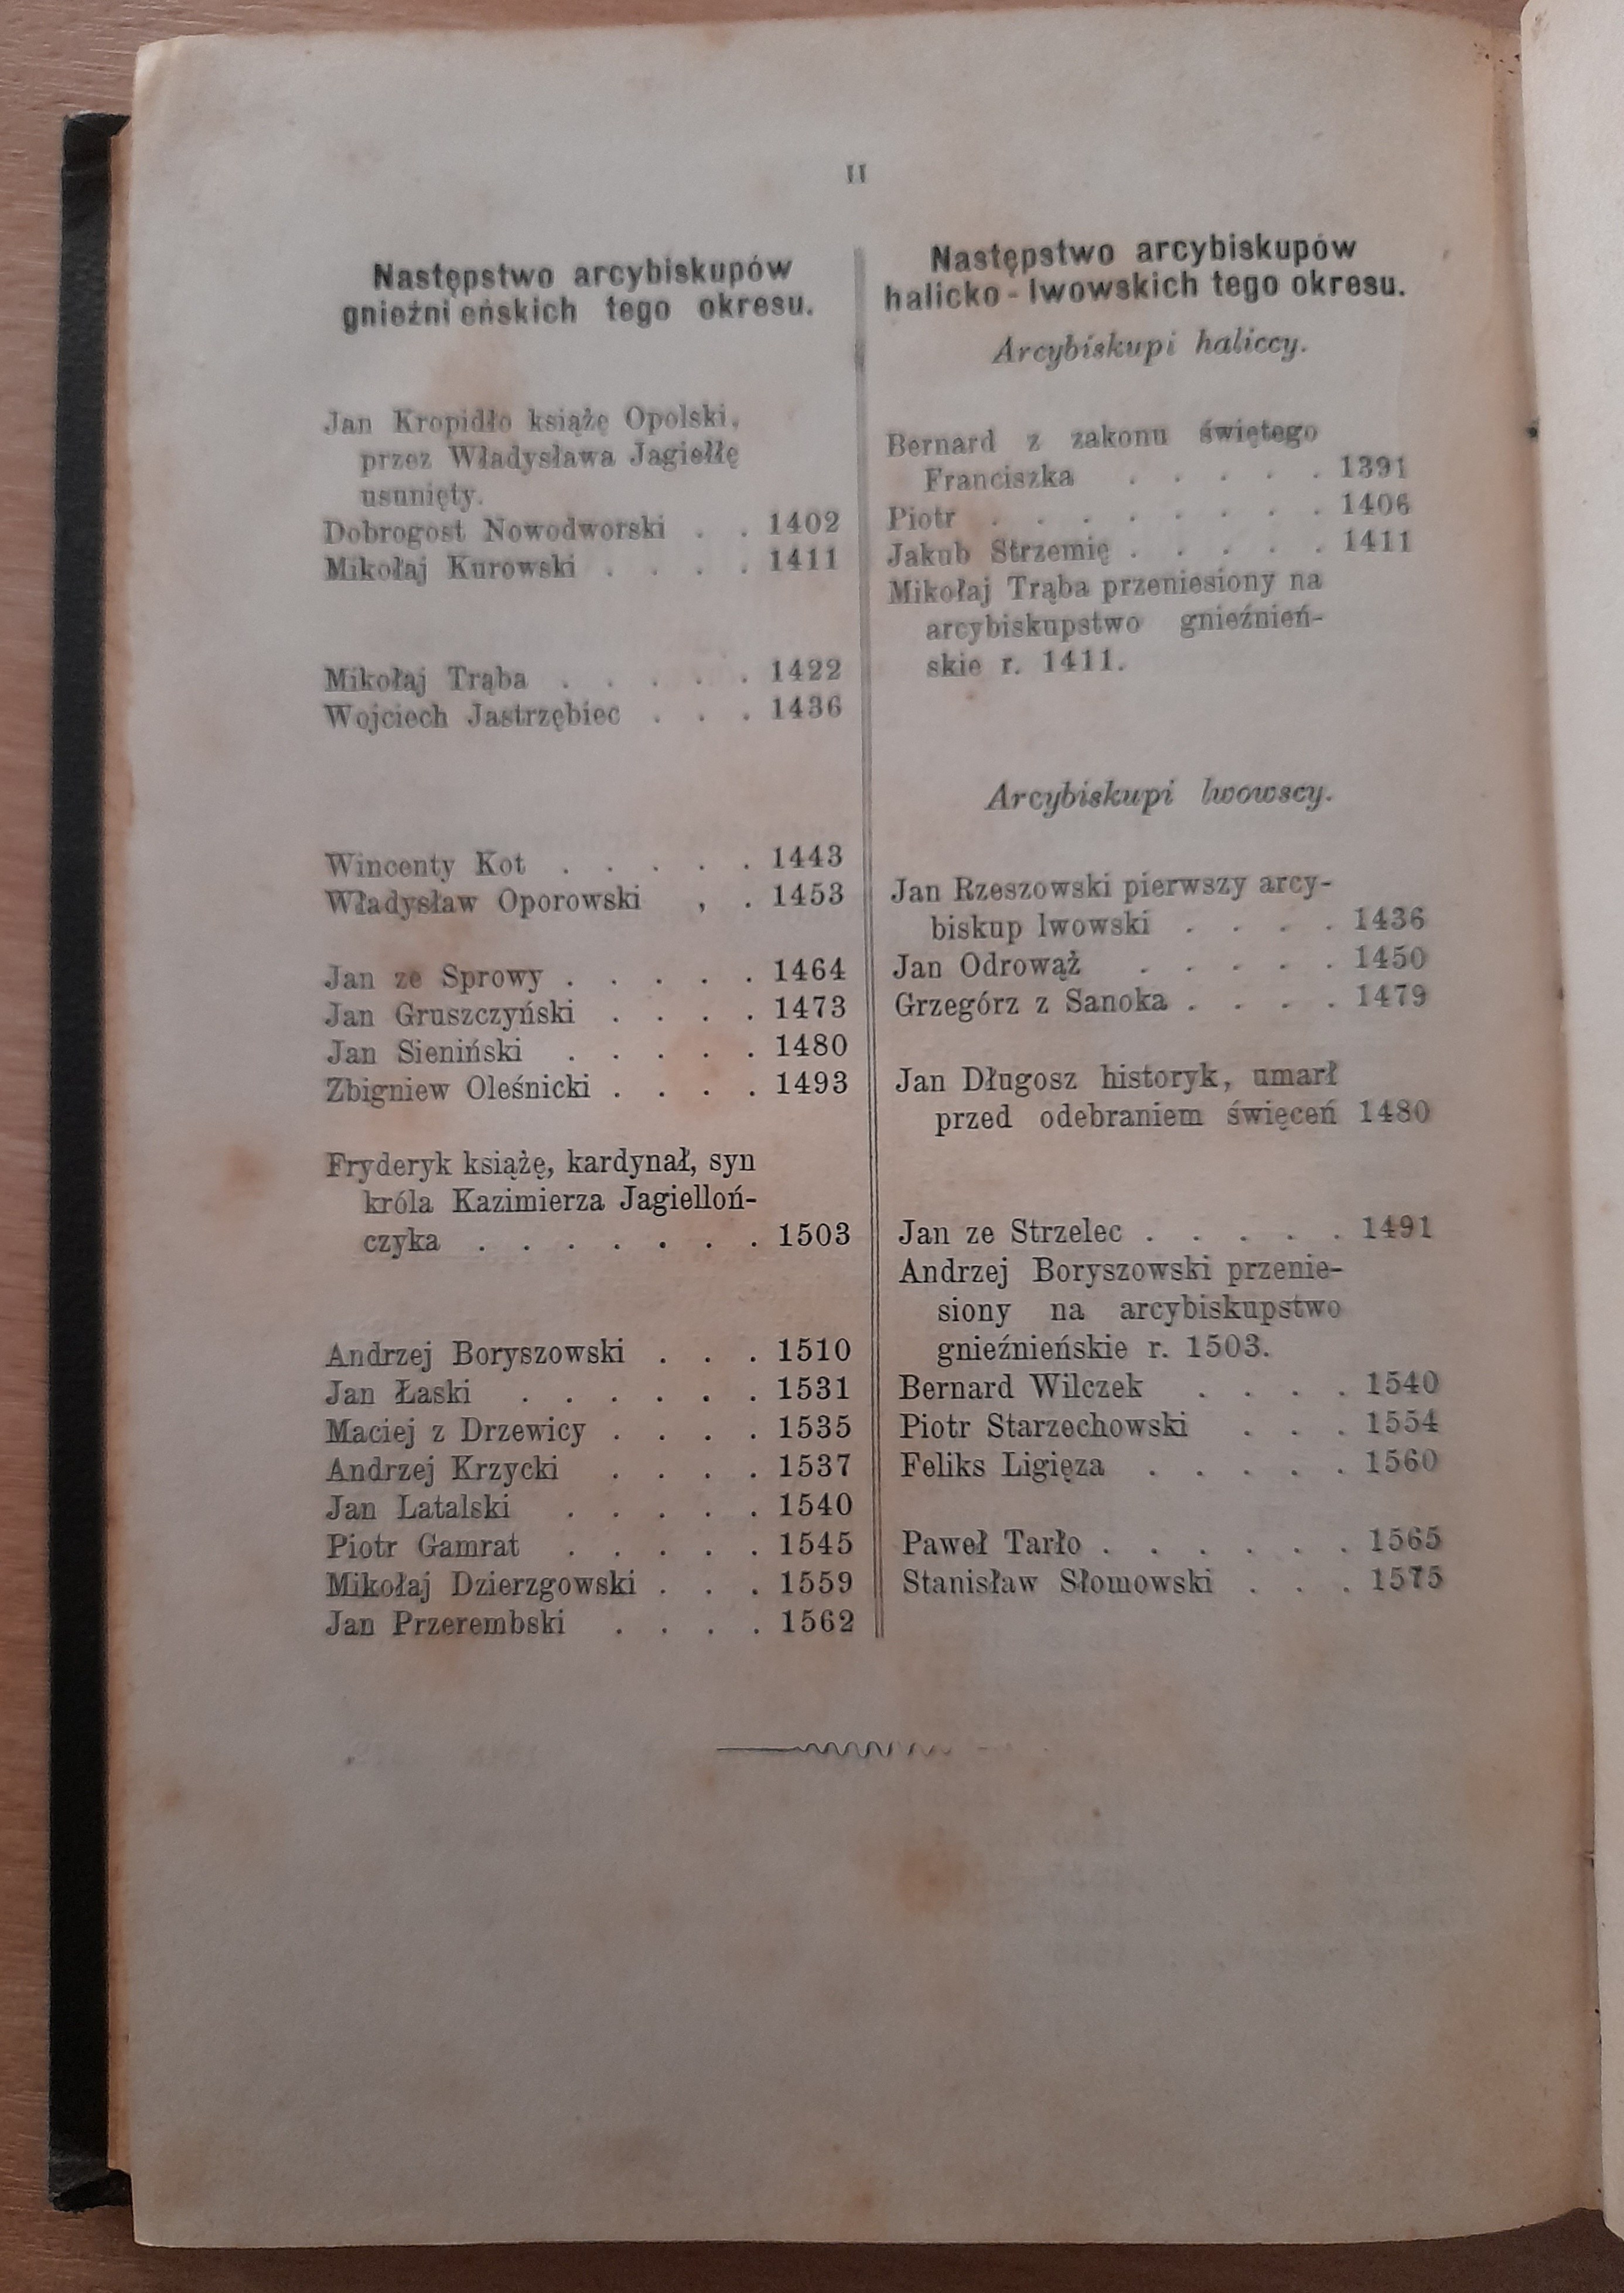 II
Następstwo arcybiskupów
gnieźni eńskich tego okresu.
Jan Kropidło książę Opolski,
przez Władysława Jagiełłę
usunięty.
Dobrogost Nowodworski . . 1402
Mikołaj Kurowski . . . . 1411
Mikołaj Trąba . . . . . 1422
Wojciech Jastrzębiec . . . 1436
Wincenty Kot . . . . . 1443
Władysław Oporowski , . 1453
Jan ze Sprowy . . . . . 1464
Jan Gruszczyński . . . . 1473
Jan Sieniński . . . . . 1480
Zbigniew Oleśnicki . . . . 1493
Fryderyk książę, kardynał, syn
króla Kazimierza Jagielloń-
czyka . . . . . . . 1503
Andrzej Boryszowski . . . 1510
Jan Łaski . . . . . . 1531
Maciej z Drzewicy . . . . 1535
Andrzej Krzycki . . . . 1537
Jan Latalski . . . . . 1540
Piotr Gamrat . . . . . 1545
Mikołaj Dzierzgowski . . . 1559
Jan Przerembski . . . . 1562
Następstwo arcybiskupów
halicko - lwowskich tego okresu.
Arcybiskupi haliccy.
Bernard z zakonu świętego
Franciszka . . . . . 1391
Piotr . . . . . . . . 1406
Jakub Strzemię . . . . . 1411
Mikołaj Trąba przeniesiony na
arcybiskupstwo gnieźnień-
skie r. 1411.
Arcybiskupi lwowscy.
Jan Rzeszowski pierwszy arcy-
biskup lwowski . . . . 1436
Jan Odrowąż . . . . . 1450
Grzegórz z Sanoka . . . . 1479
Jan Długosz historyk, umarł
przed odebraniem święceń 1480
Jan ze Strzelec . . . . . 1491
Andrzej Boryszowski przenie-
siony na arcybiskupstwo
gnieźnieńskie r. 1503.
Bernard Wilczek . . . . 1540
Piotr Starzechowski . . . 1554
Feliks Ligięza . . . . . 1560
Paweł Tarło . . . . . . 1565
Stanisław Słomowski . . . 1575